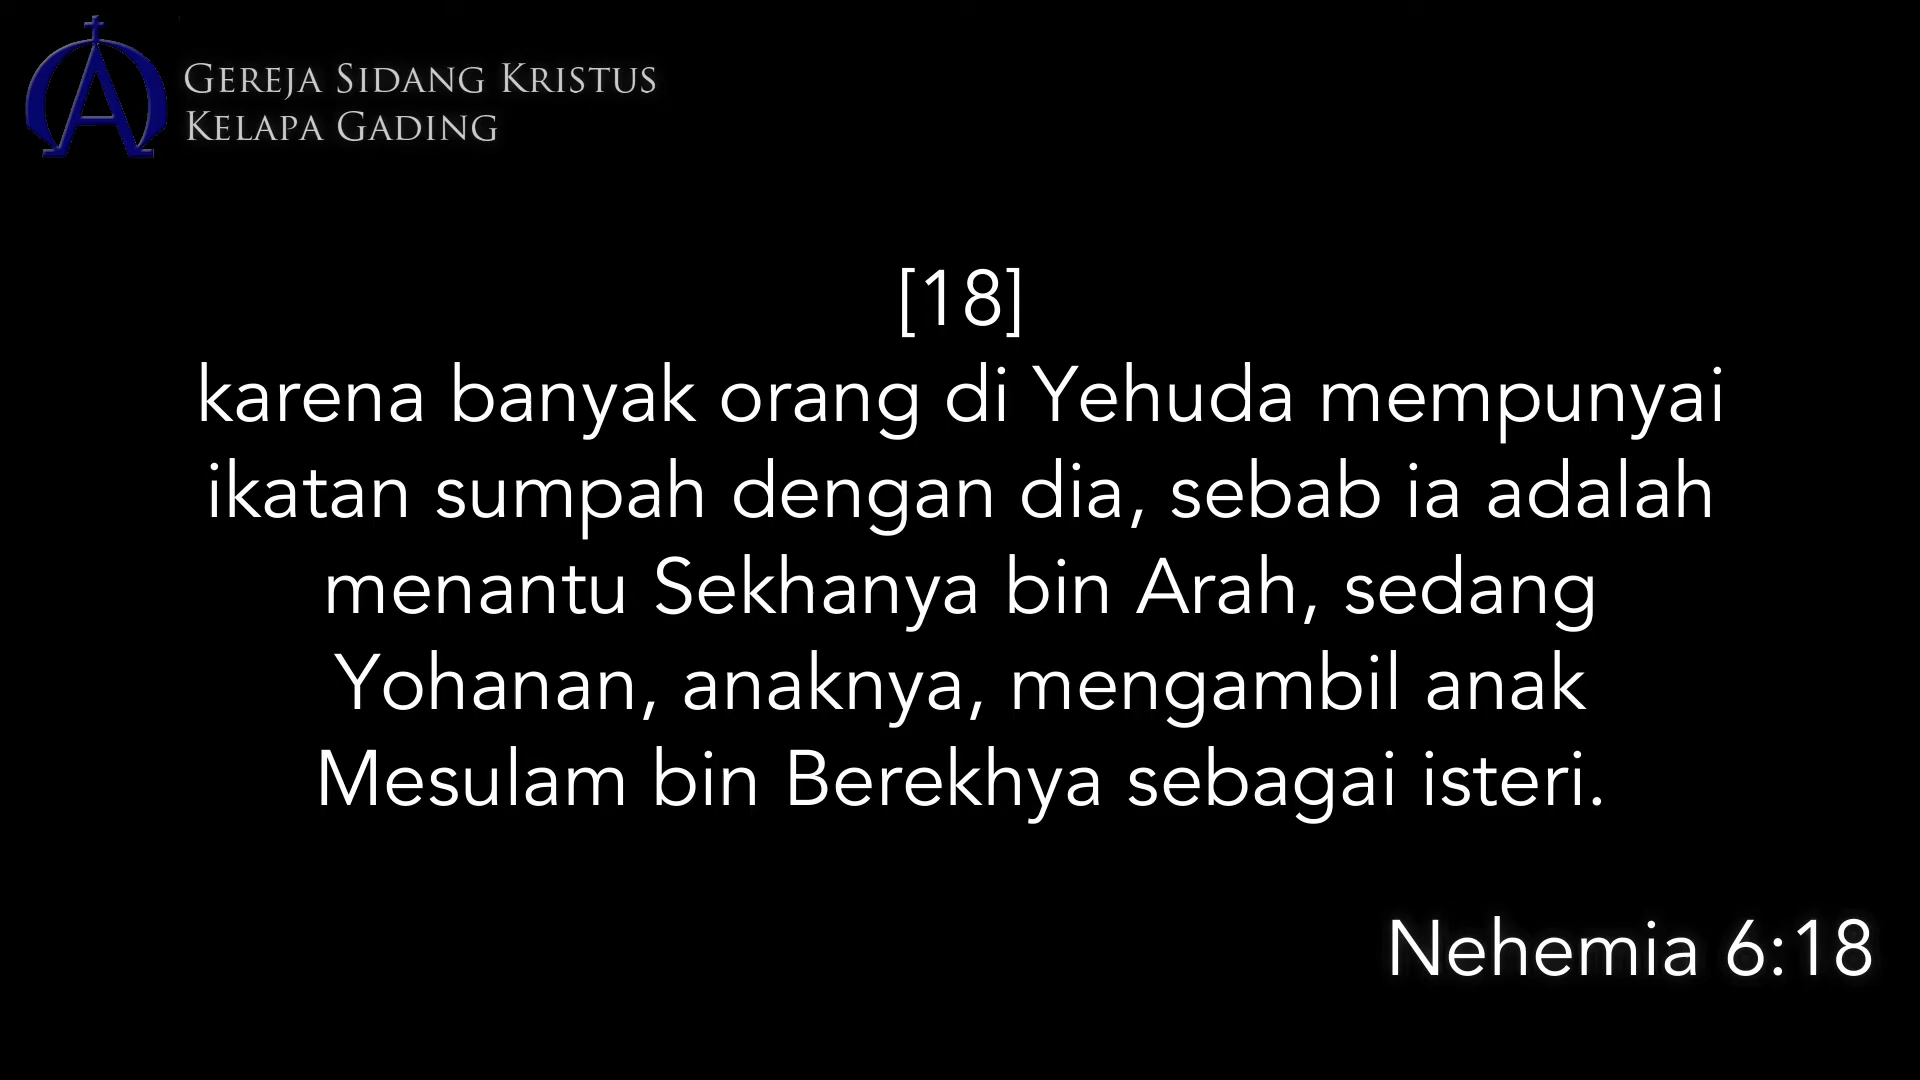 GEREJA SIDANG KRISTUS
KELAPA GADING
[18]
karena banyak orang di Yehuda mempunyai
ikatan sumpah dengan dia, sebab ia adalah
menantu Sekhanya bin Arah, sedang
Yohanan, anaknya, mengambil anak
Mesulam bin Berekhya sebagai isteri.
Nehemia 6:18